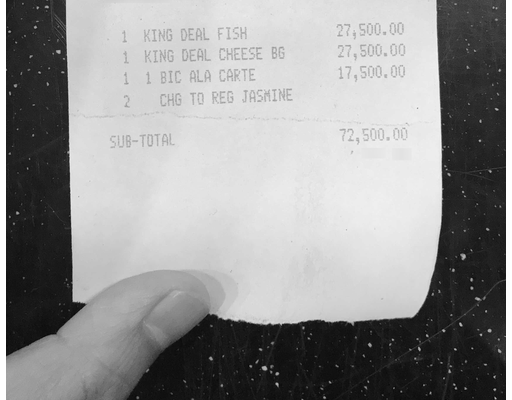 1 KING DEAL FISH 27,500.00
1 KING DEAL CHEESE BG 27,500.00
1 1 BIC ALA CARTE 17,500.00
2 CHG TO REG JASMINE
SUB-TOTAL 72,500.00